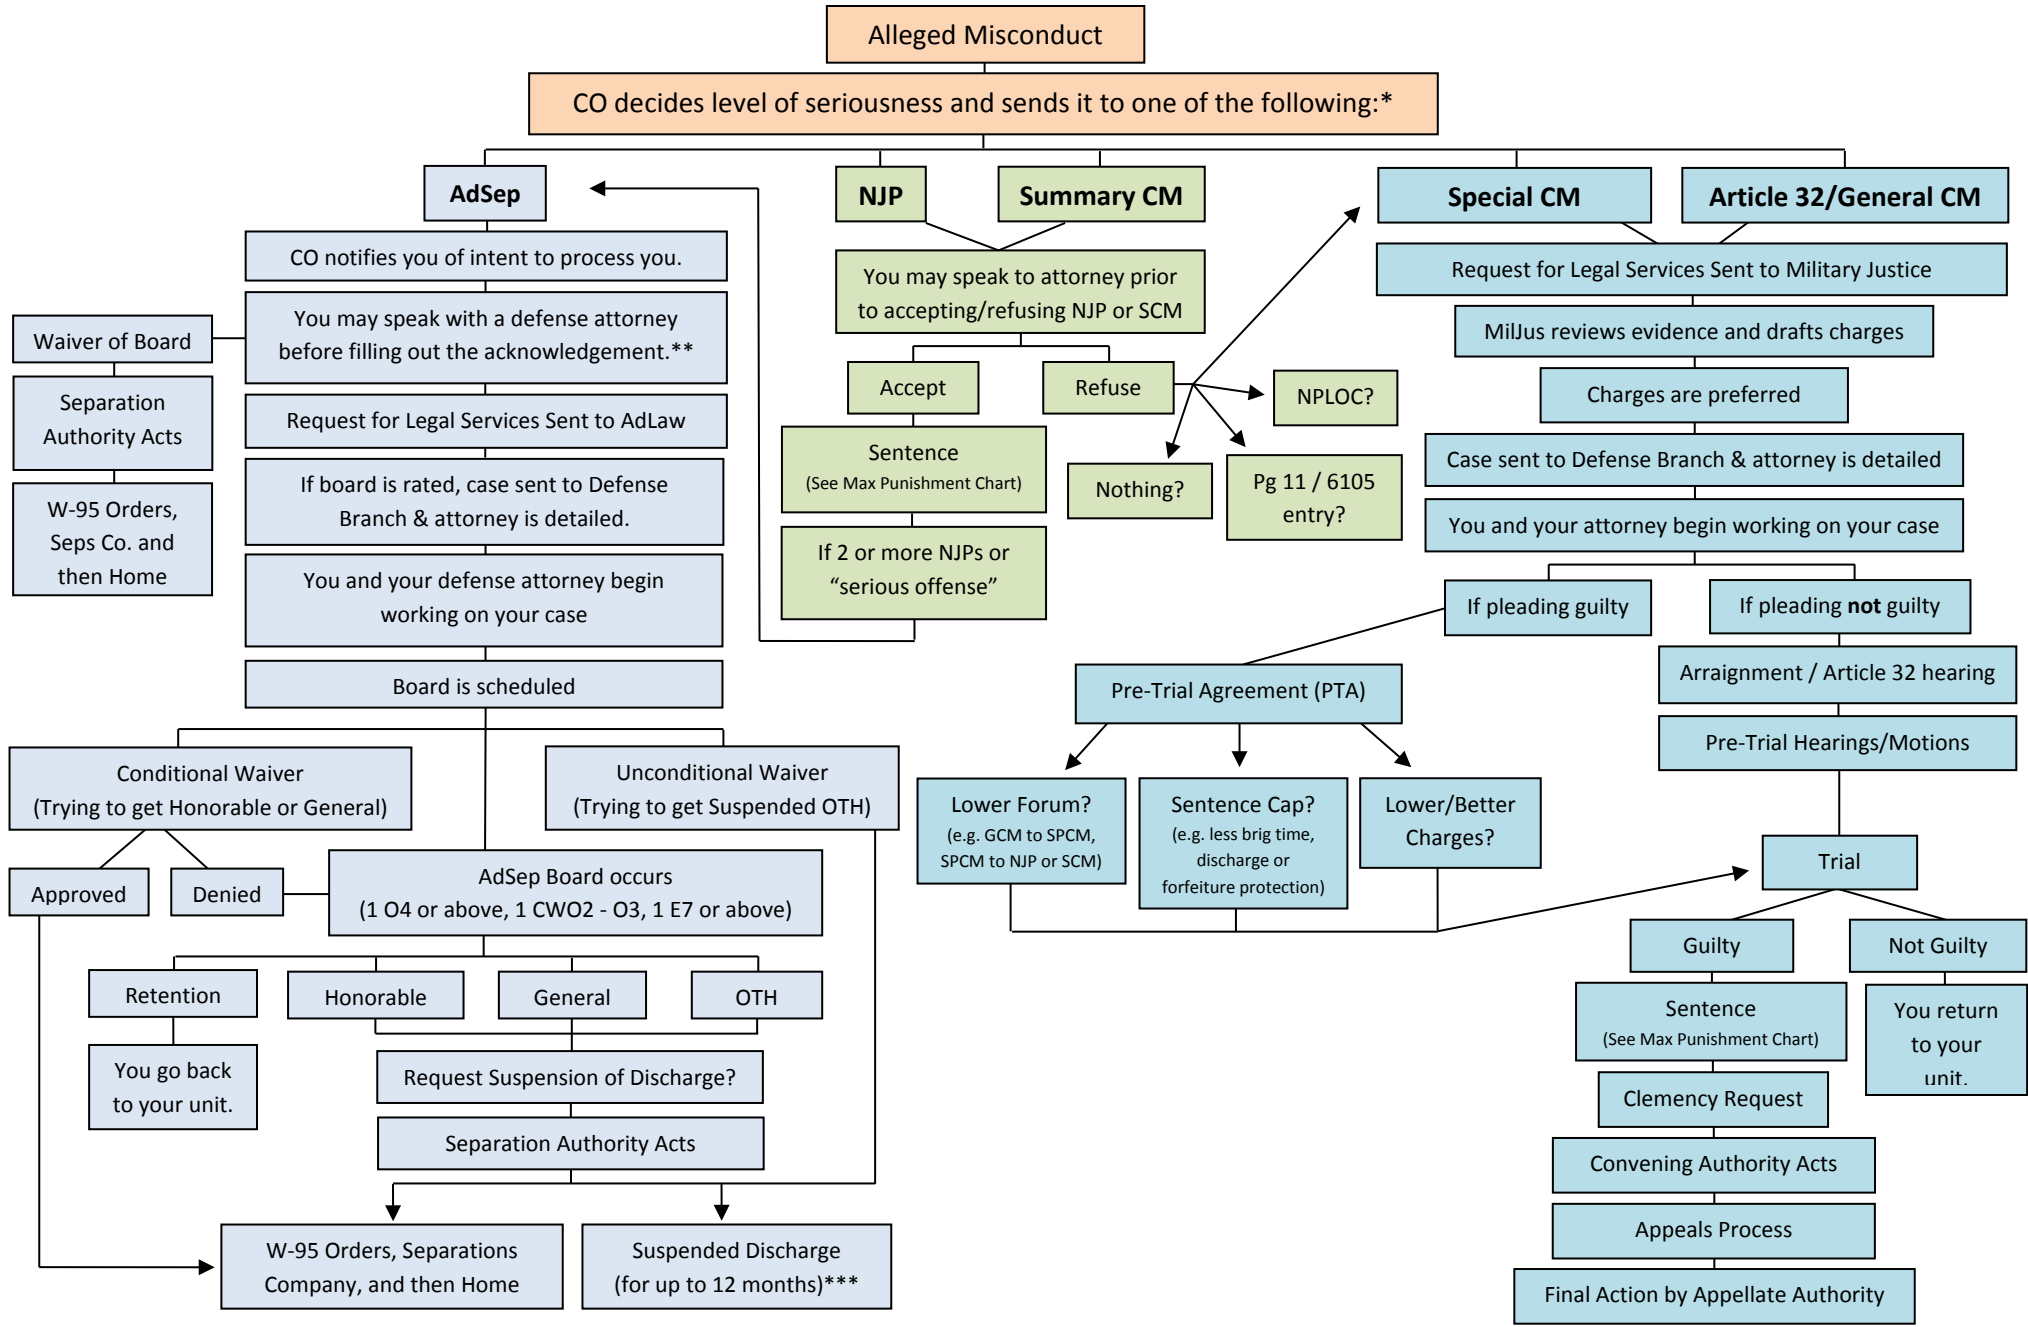 Alleged Misconduct
CO decides level of seriousness and sends it to one of the following:*
AdSep
NJP
Summary CM
Special CM
Article 32/General CM
CO notifies you of intent to process you.
You may speak with a defense attorney
before filling out the acknowledgement.**
Waiver of Board
Separation
Authority Acts
W-95 Orders,
Seps Co. and
then Home
Request for Legal Services Sent to AdLaw
If board is rated, case sent to Defense
Branch & attorney is detailed.
You and your defense attorney begin
working on your case
Board is scheduled
Conditional Waiver
(Trying to get Honorable or General)
Unconditional Waiver
(Trying to get Suspended OTH)
Approved
Denied
AdSep Board occurs
(1 O4 or above, 1 CWO2 - O3, 1 E7 or above)
Retention
Honorable
General
OTH
You go back
to your unit.
Request Suspension of Discharge?
Separation Authority Acts
W-95 Orders, Separations
Company, and then Home
Suspended Discharge
(for up to 12 months)***
You may speak to attorney prior
to accepting/refusing NJP or SCM
Accept
Refuse
Sentence
(See Max Punishment Chart)
If 2 or more NJPs or
“serious offense”
Nothing?
Pg 11 / 6105
entry?
NPLOC?
Request for Legal Services Sent to Military Justice
MilJus reviews evidence and drafts charges
Charges are preferred
Case sent to Defense Branch & attorney is detailed
You and your attorney begin working on your case
If pleading guilty
If pleading not guilty
Pre-Trial Agreement (PTA)
Lower Forum?
(e.g. GCM to SPCM,
SPCM to NJP or SCM)
Sentence Cap?
(e.g. less brig time,
discharge or
forfeiture protection)
Lower/Better
Charges?
Arraignment / Article 32 hearing
Pre-Trial Hearings/Motions
Trial
Guilty
Not Guilty
Sentence
(See Max Punishment Chart)
You return
to your
unit.
Clemency Request
Convening Authority Acts
Appeals Process
Final Action by Appellate Authority